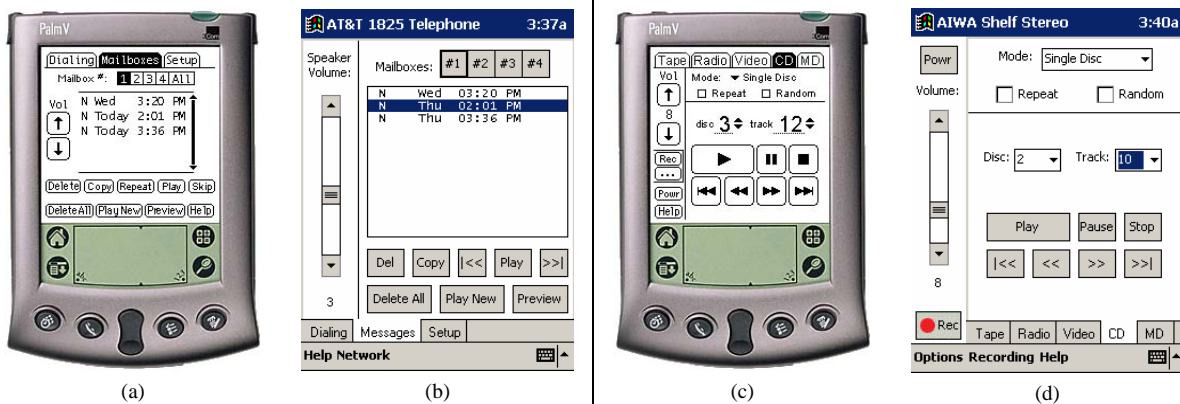 PalmV
Dialing Mailboxes Setup
Mailbox #: 1 2 3 4 All
Vol
N Wed 3:20 PM
N Today 2:01 PM
N Today 3:36 PM
Delete Copy Repeat Play Skip
DeleteAll Play New Preview Help
(a)
AT&T 1825 Telephone 3:37a
Speaker Volume:
Mailboxes: #1 #2 #3 #4
N Wed 03:20 PM
N Thu 02:01 PM
N Thu 03:36 PM
Del Copy |<< Play >>|
3
Delete All Play New Preview
Dialing Messages Setup
Help Network
(b)
PalmV
Tape Radio Video CD MD
Vol Mode: Single Disc
Repeat Random
8
disc 3 track 12
Rec
...
Powr
Help
(c)
AIWA Shelf Stereo 3:40a
Powr Mode: Single Disc
Volume:
Repeat Random
Disc: 2 Track: 10
Play Pause Stop
|<< << >> >>|
8
Rec
Tape Radio Video CD MD
Options Recording Help
(d)